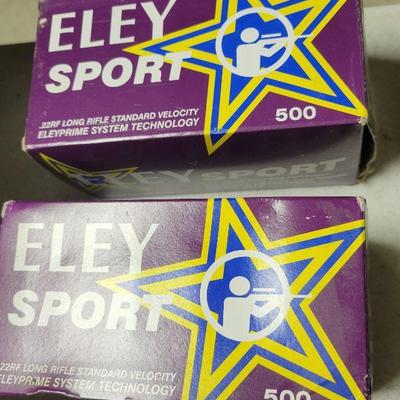 ELEY
SPORT
.22RF LONG RIFLE STANDARD VELOCITY
ELEYPRIME SYSTEM TECHNOLOGY
500
ELEY SPORT
ELEY
SPORT
.22RF LONG RIFLE STANDARD VELOCITY
ELEYPRIME SYSTEM TECHNOLOGY
500